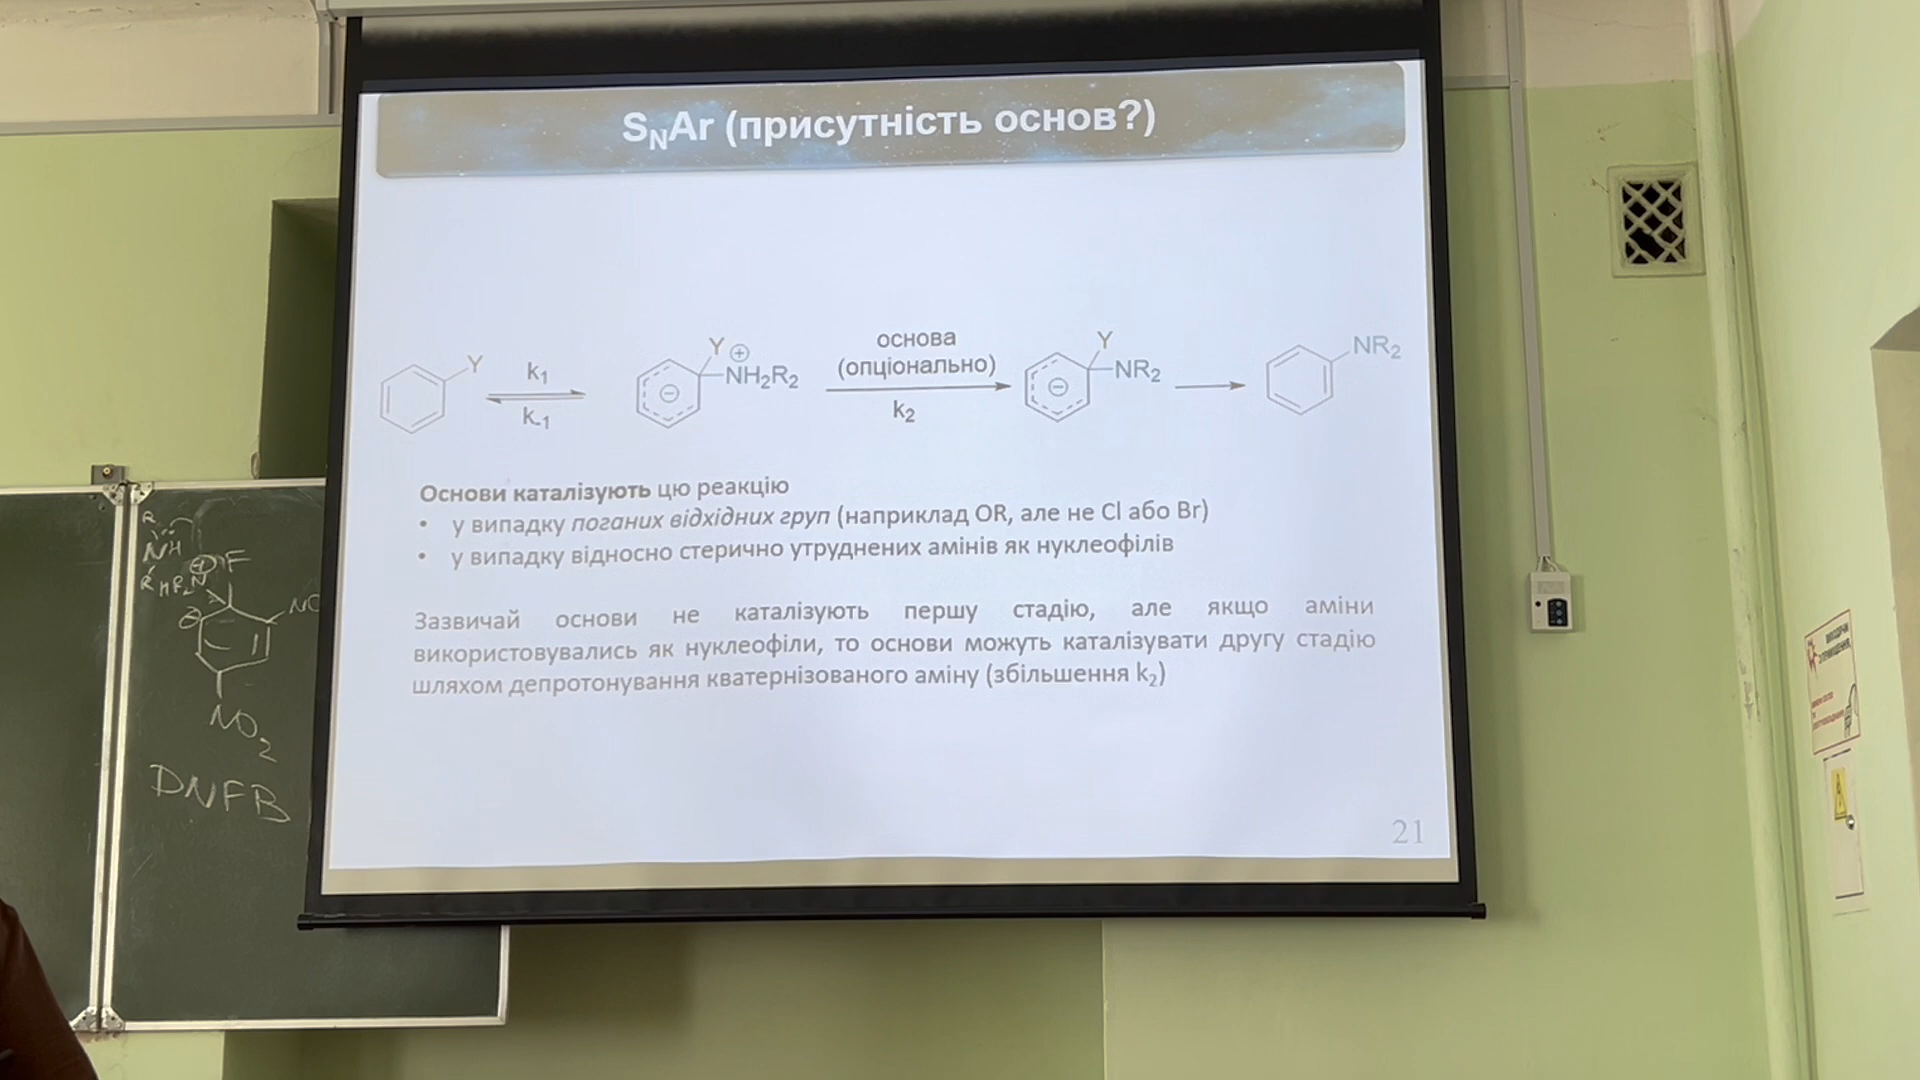 SNAr (присутність основ?)
Y
k1
k-1
Y
⊕
NH2R2
⊖
основа
(опціонально)
k2
Y
NR2
⊖
NR2
Основи каталізують цю реакцію
• у випадку поганих відхідних груп (наприклад OR, але не Cl або Br)
• у випадку відносно стерично утруднених амінів як нуклеофілів
Зазвичай основи не каталізують першу стадію, але якщо аміни
використовувались як нуклеофіли, то основи можуть каталізувати другу стадію
шляхом депротонування кватернізованого аміну (збільшення k2)
21
R
NH
R
HR2N
⊕
F
⊖
NO2
DNFB